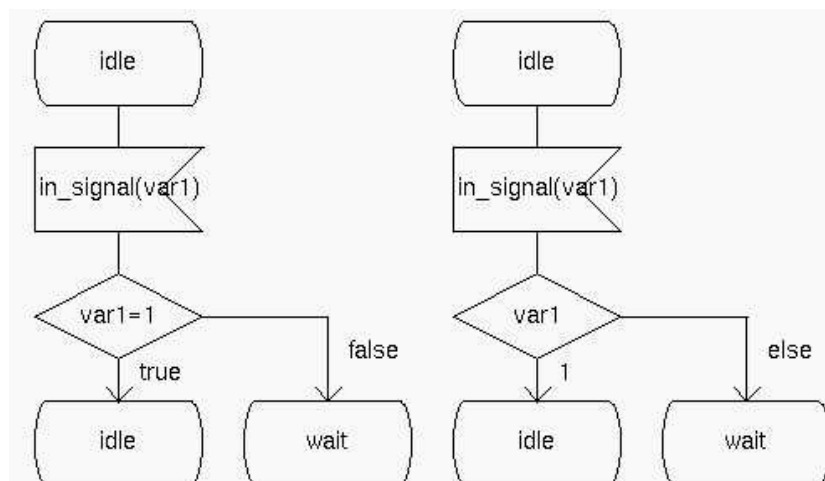 idle
in_signal(var1)
var1=1
false
true
idle
wait
idle
in_signal(var1)
var1
else
1
idle
wait